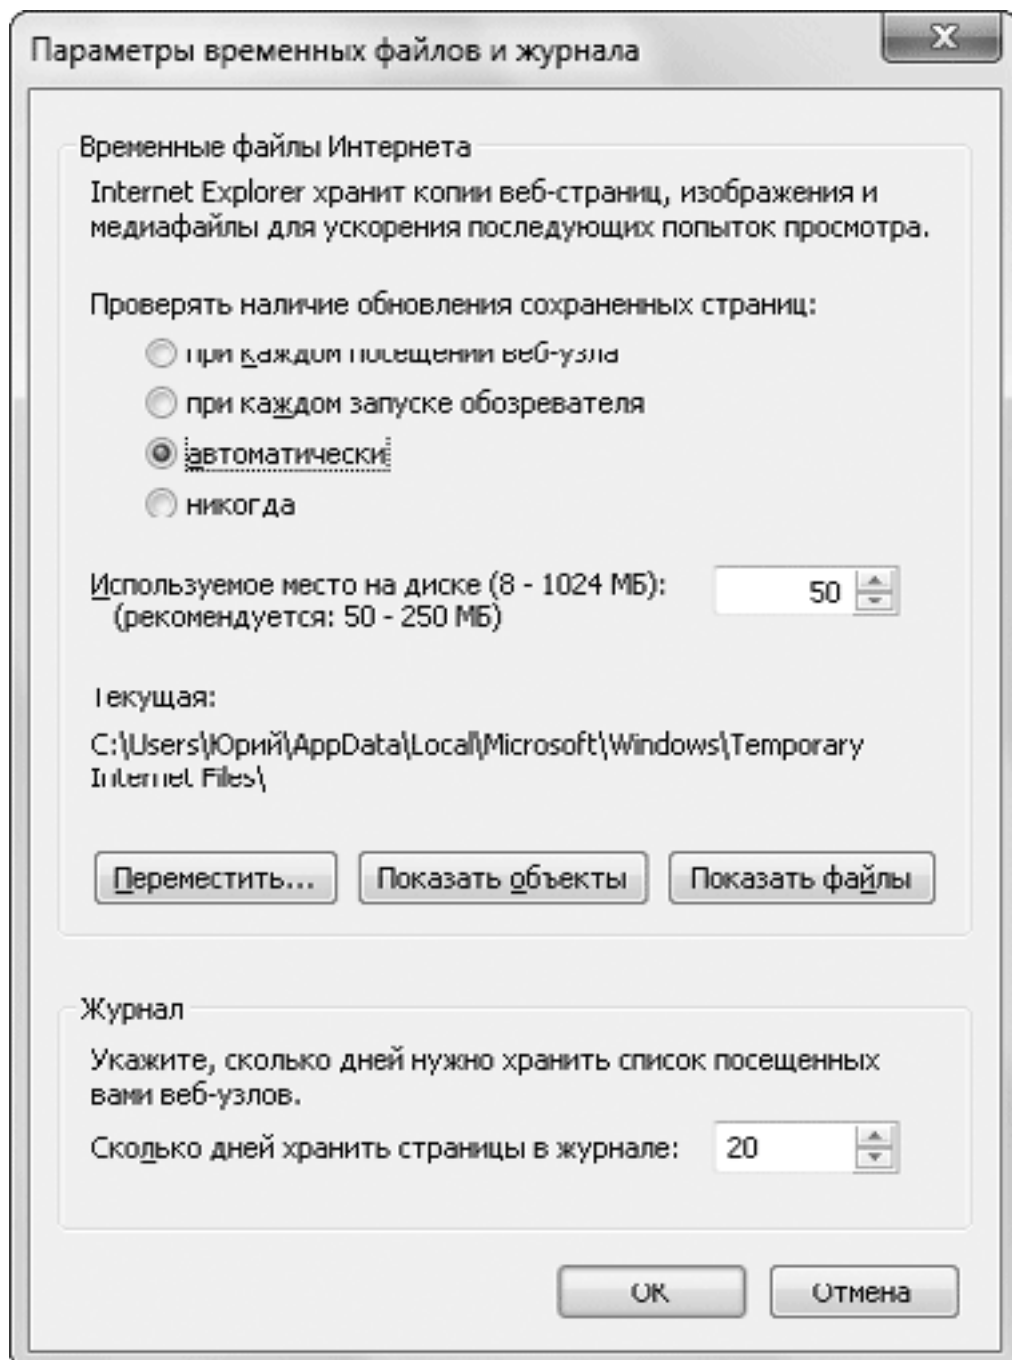 Параметры временных файлов и журнала
Временные файлы Интернета
Internet Explorer хранит копии веб-страниц, изображения и
медиафайлы для ускорения последующих попыток просмотра.
Проверять наличие обновления сохраненных страниц:
при каждом посещении веб-узла
при каждом запуске обозревателя
автоматически
никогда
Используемое место на диске (8 - 1024 МБ): 50
(рекомендуется: 50 - 250 МБ)
Текущая:
C:\Users\Юрий\AppData\Local\Microsoft\Windows\Temporary
Internet Files\
Переместить... Показать объекты Показать файлы
Журнал
Укажите, сколько дней нужно хранить список посещенных
вами веб-узлов.
Сколько дней хранить страницы в журнале: 20
ОК Отмена